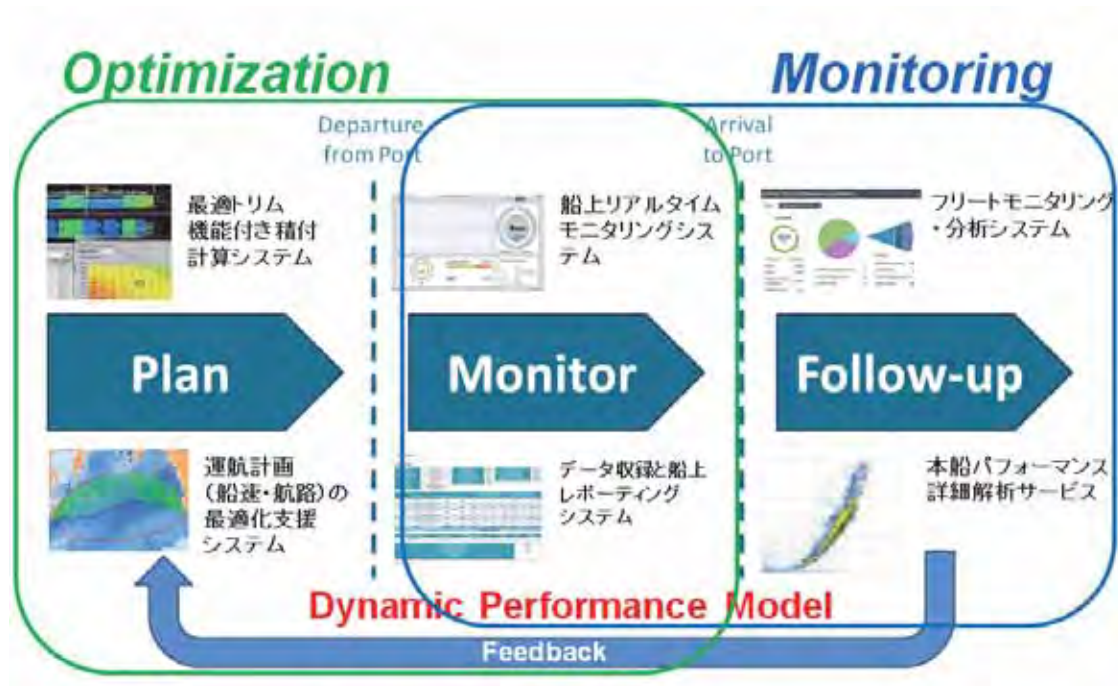 Optimization
Monitoring
Departure
from Port
Arrival
to Port
最適トリム
機能付き積付
計算システム
船上リアルタイム
モニタリングシス
テム
フリートモニタリング
・分析システム
Plan
Monitor
Follow-up
運航計画
(船速・航路)の
最適化支援
システム
データ収録と船上
レポーティング
システム
本船パフォーマンス
詳細解析サービス
Dynamic Performance Model
Feedback